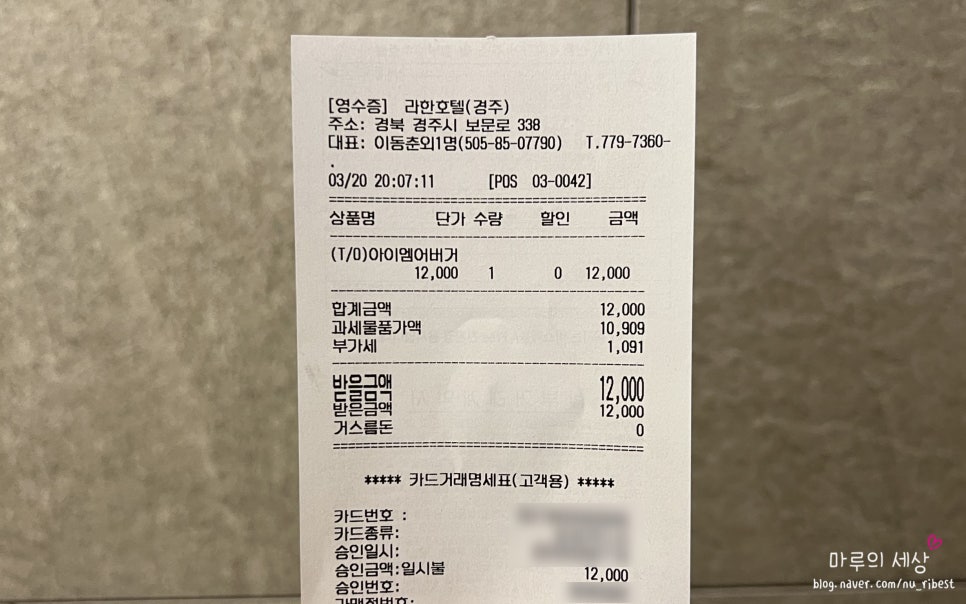 [영수증] 라한호텔(경주)
주소: 경북 경주시 보문로 338
대표: 이동춘외1명(505-85-07790) T.779-7360-
.
03/20 20:07:11 [POS 03-0042]
상품명 단가 수량 할인 금액
(T/O)아이엠어버거
12,000 1 0 12,000
합계금액 12,000
과세물품가액 10,909
부가세 1,091
받을금액 12,000
받은금액 12,000
거스름돈 0
***** 카드거래명세표(고객용) *****
카드번호 :
카드종류:
승인일시:
승인금액:일시불 12,000
승인번호:
가맹점번호:
마루의 세상
blog.naver.com/nu_ribest